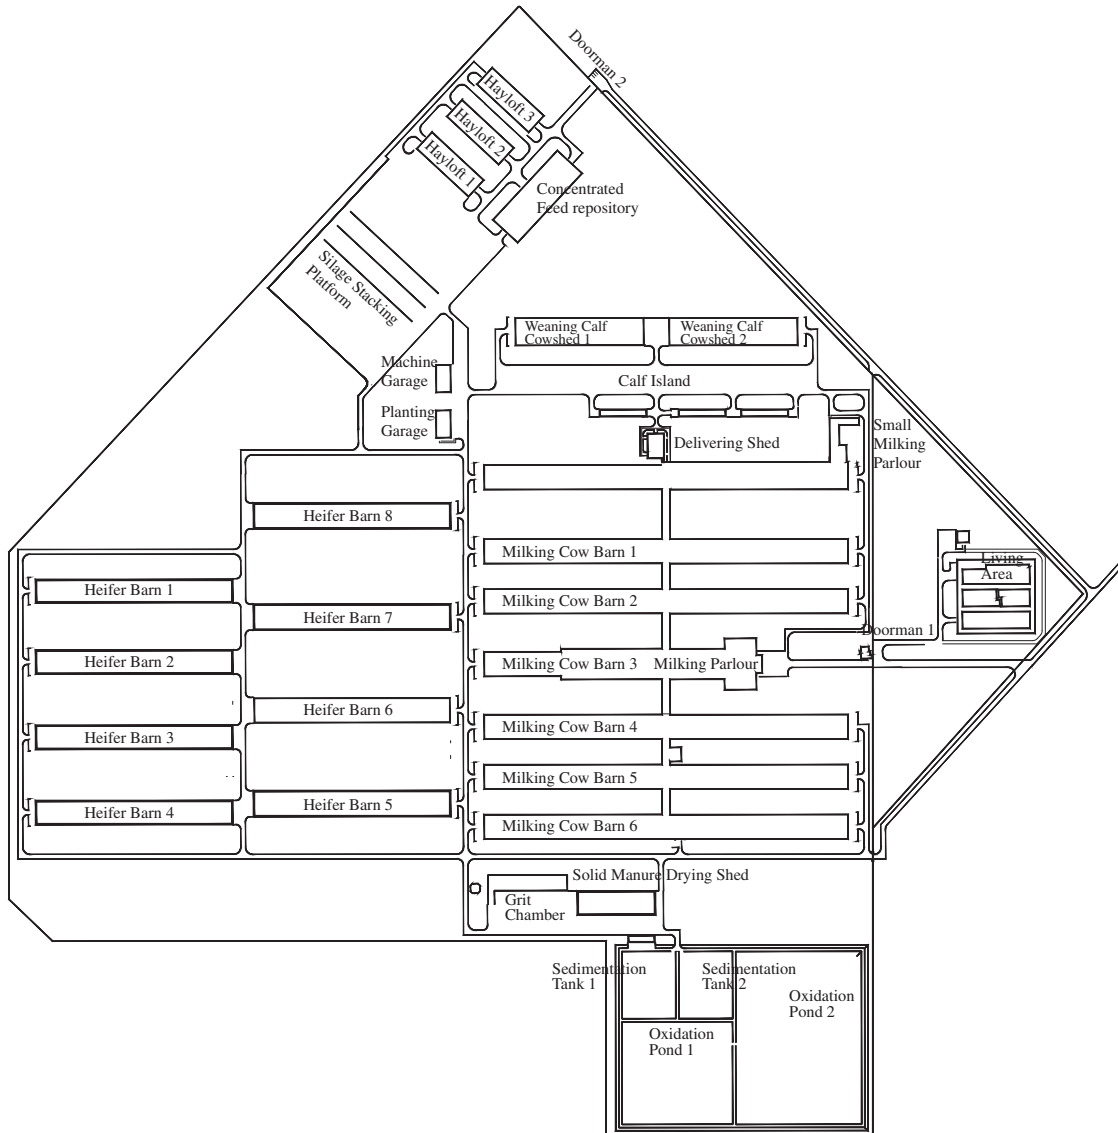 Doorman 2
Hayloft 3
Hayloft 2
Hayloft 1
Concentrated
Feed repository
Silage Stacking
Platform
Weaning Calf
Cowshed 1
Weaning Calf
Cowshed 2
Machine
Garage
Calf Island
Planting
Garage
Small
Milking
Parlour
Delivering Shed
Heifer Barn 8
Milking Cow Barn 1
Living
Area
Heifer Barn 1
Milking Cow Barn 2
Heifer Barn 7
Doorman 1
Heifer Barn 2
Milking Cow Barn 3
Milking Parlour
Heifer Barn 6
Milking Cow Barn 4
Heifer Barn 3
Milking Cow Barn 5
Heifer Barn 5
Heifer Barn 4
Milking Cow Barn 6
Solid Manure Drying Shed
Grit
Chamber
Sedimentation
Tank 1
Sedimentation
Tank 2
Oxidation
Pond 2
Oxidation
Pond 1